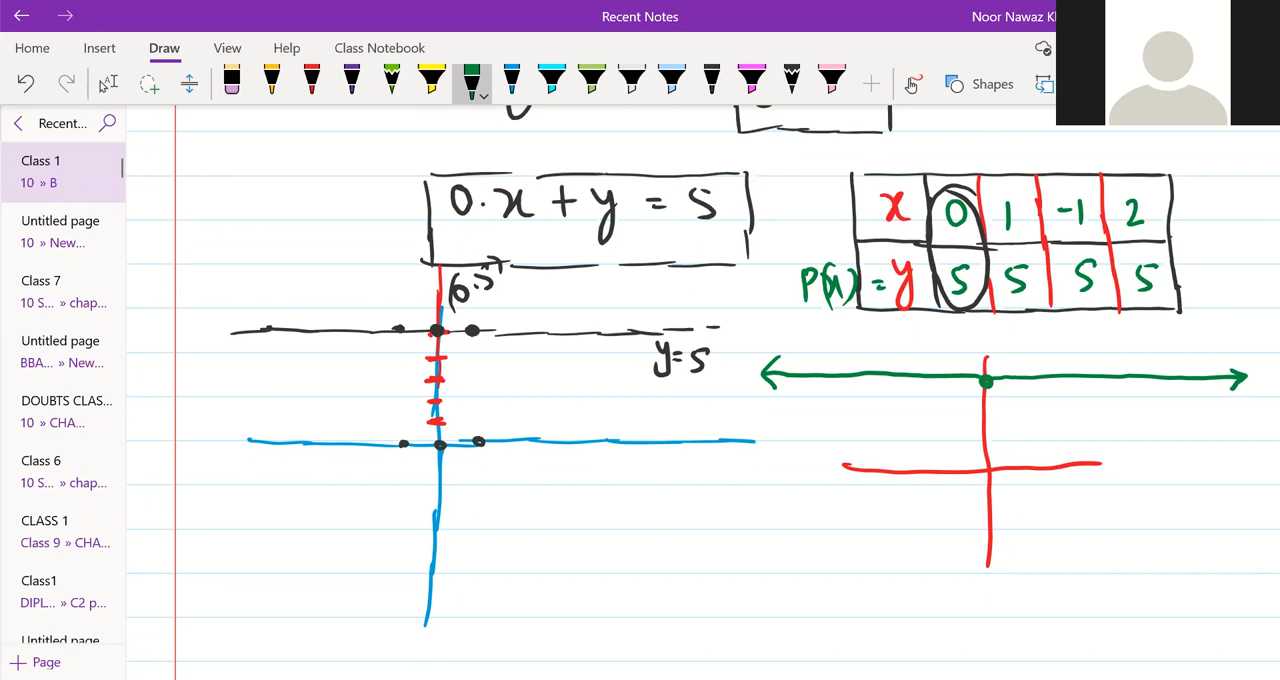 Recent Notes
Noor Nawaz Kh
Home Insert Draw View Help Class Notebook
Shapes
Recent...
Class 1
10 » B
Untitled page
10 » New...
Class 7
10 S... » chap...
Untitled page
BBA... » New...
DOUBTS CLAS...
10 » CHA...
Class 6
10 S... » chap...
CLASS 1
Class 9 » CHA...
Class1
DIPL... » C2 p...
Untitled page
Page
0.x + y = 5
x 0 1 -1 2
P(x) = y 5 5 5 5
(0.5)
y=5